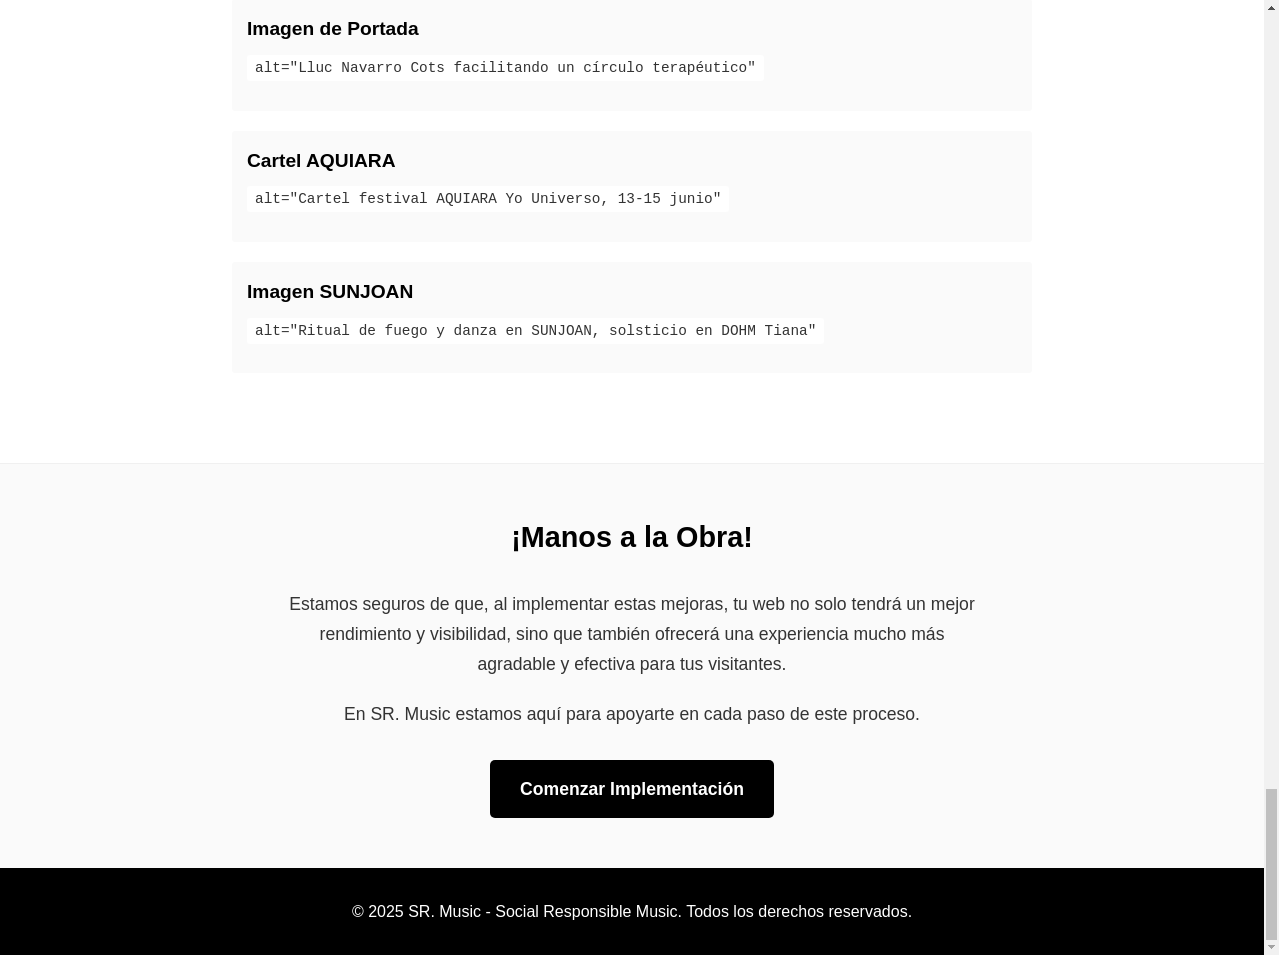 Imagen de Portada
alt="Lluc Navarro Cots facilitando un círculo terapéutico"
Cartel AQUIARA
alt="Cartel festival AQUIARA Yo Universo, 13-15 junio"
Imagen SUNJOAN
alt="Ritual de fuego y danza en SUNJOAN, solsticio en DOHM Tiana"
¡Manos a la Obra!
Estamos seguros de que, al implementar estas mejoras, tu web no solo tendrá un mejor
rendimiento y visibilidad, sino que también ofrecerá una experiencia mucho más
agradable y efectiva para tus visitantes.
En SR. Music estamos aquí para apoyarte en cada paso de este proceso.
Comenzar Implementación
© 2025 SR. Music - Social Responsible Music. Todos los derechos reservados.